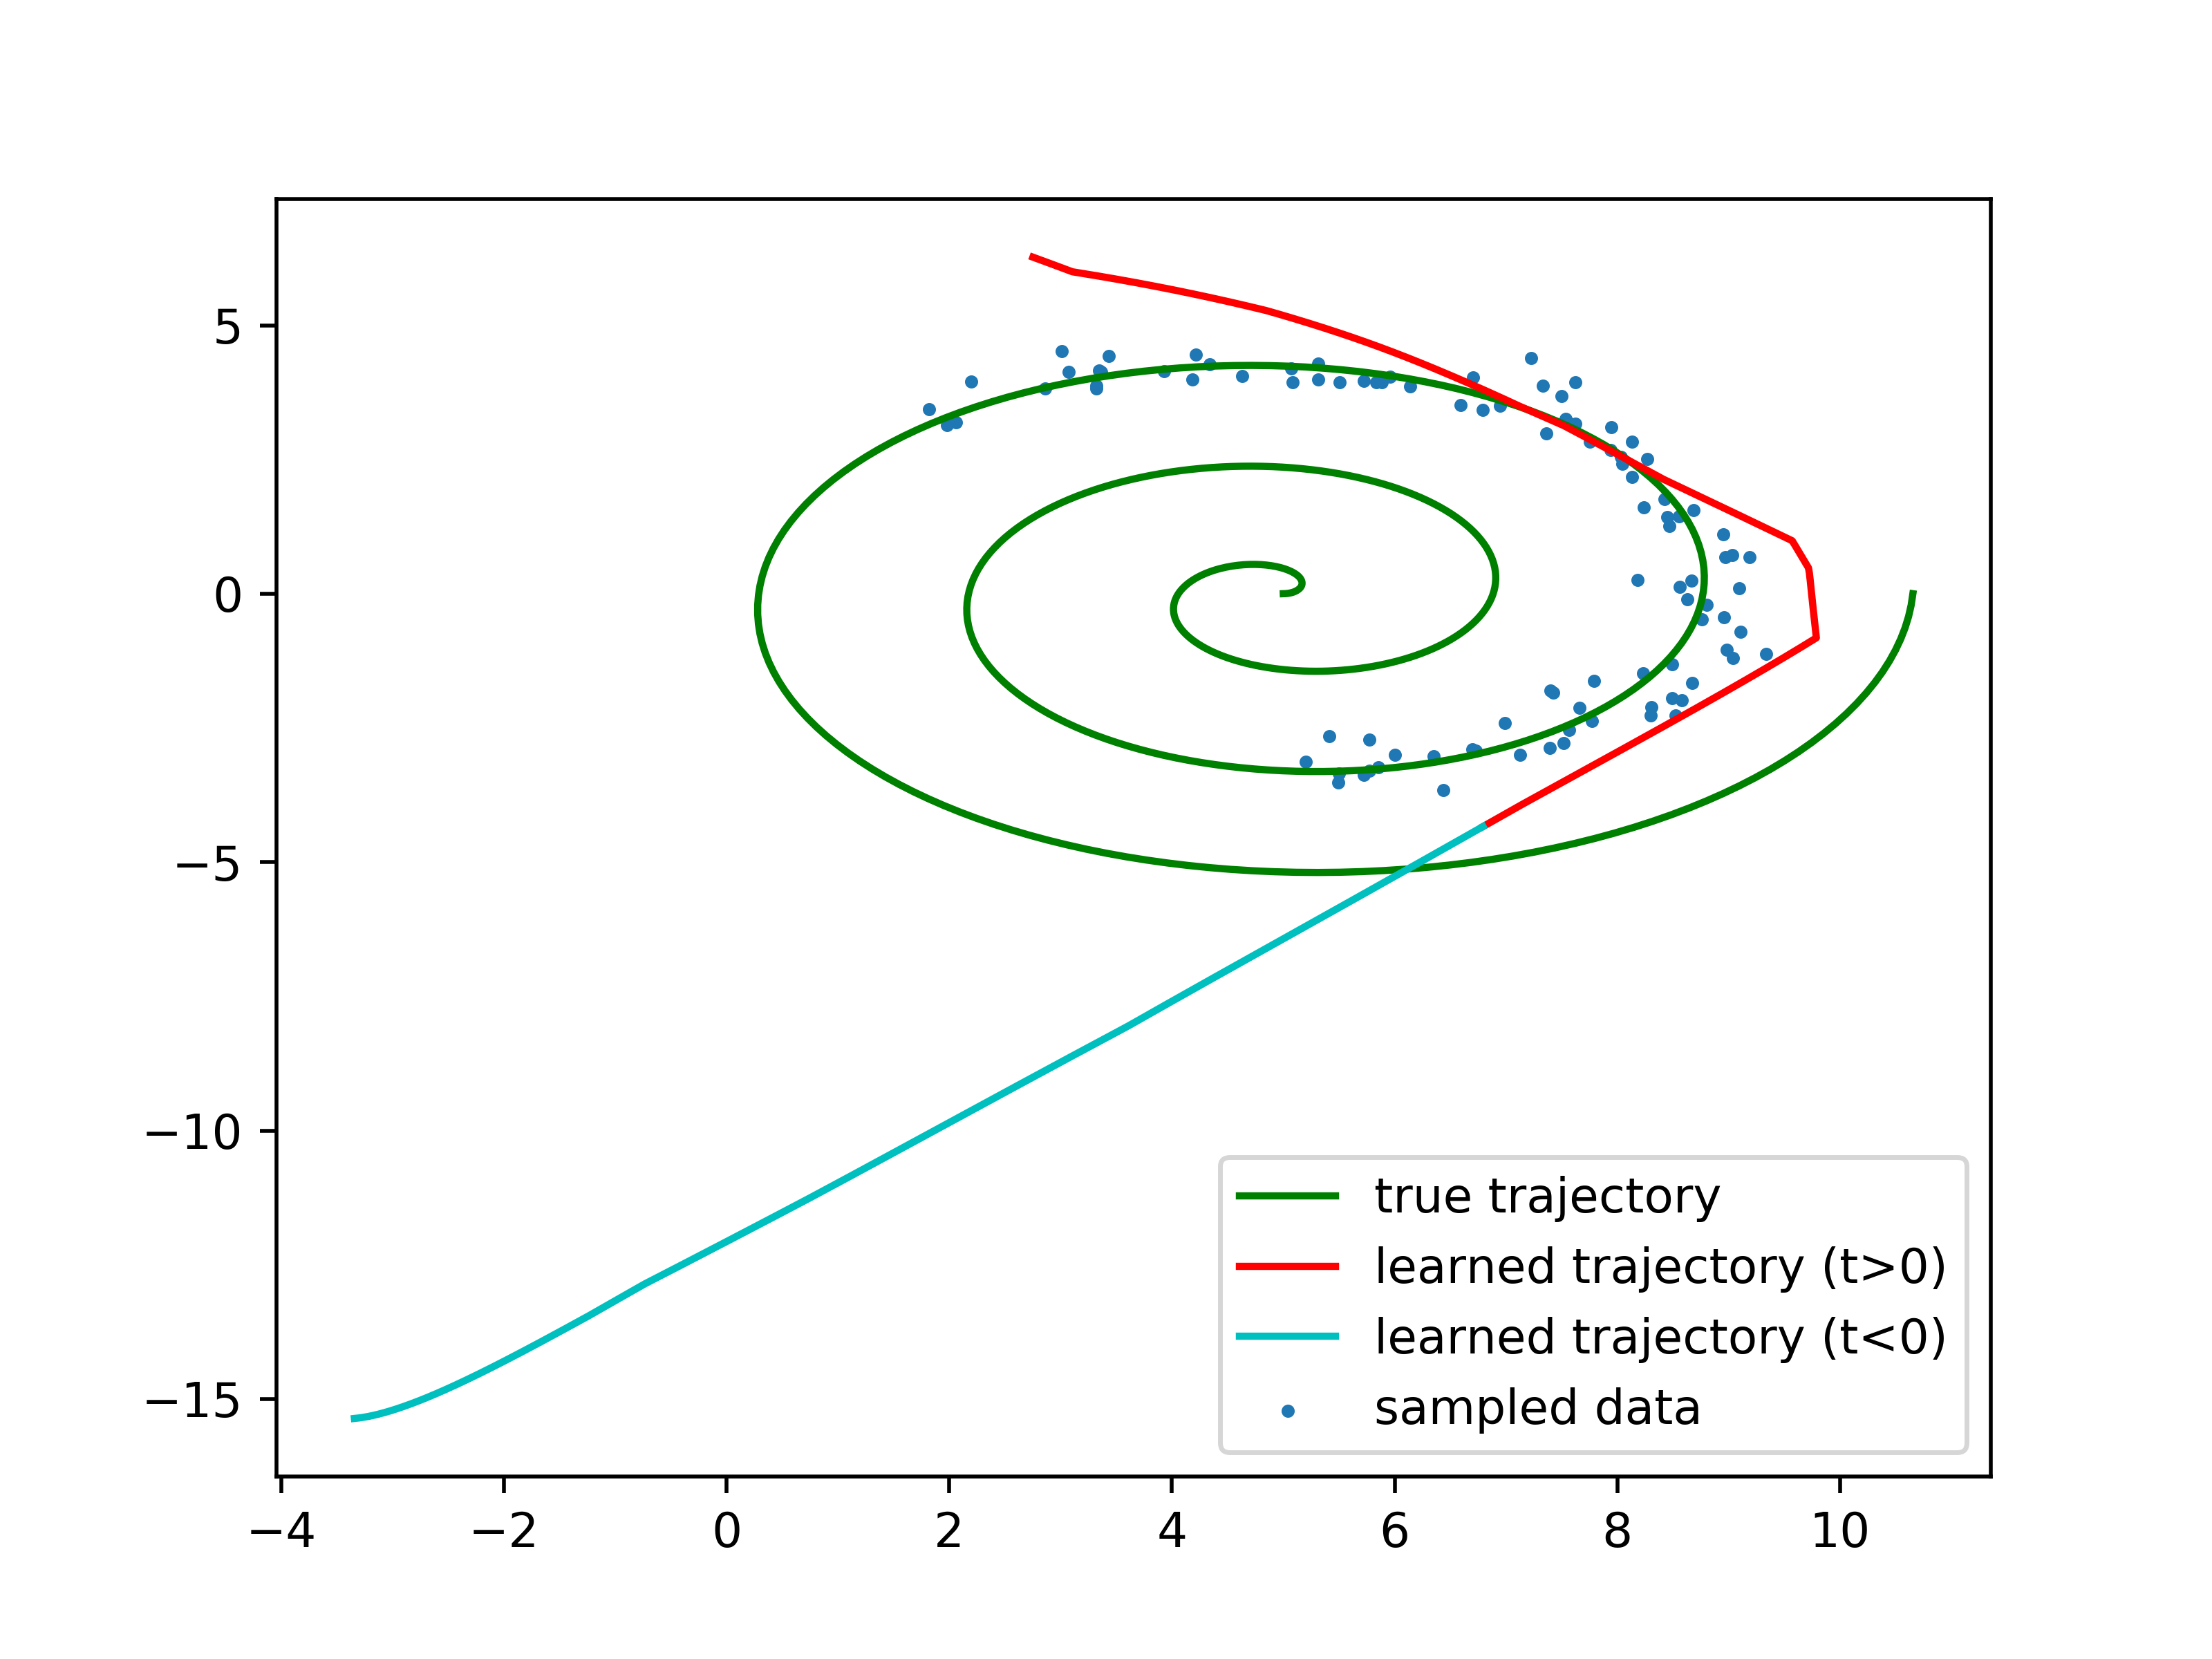 5
0
−5
−10
−15
−4 −2 0 2 4 6 8 10
true trajectory
learned trajectory (t>0)
learned trajectory (t<0)
sampled data